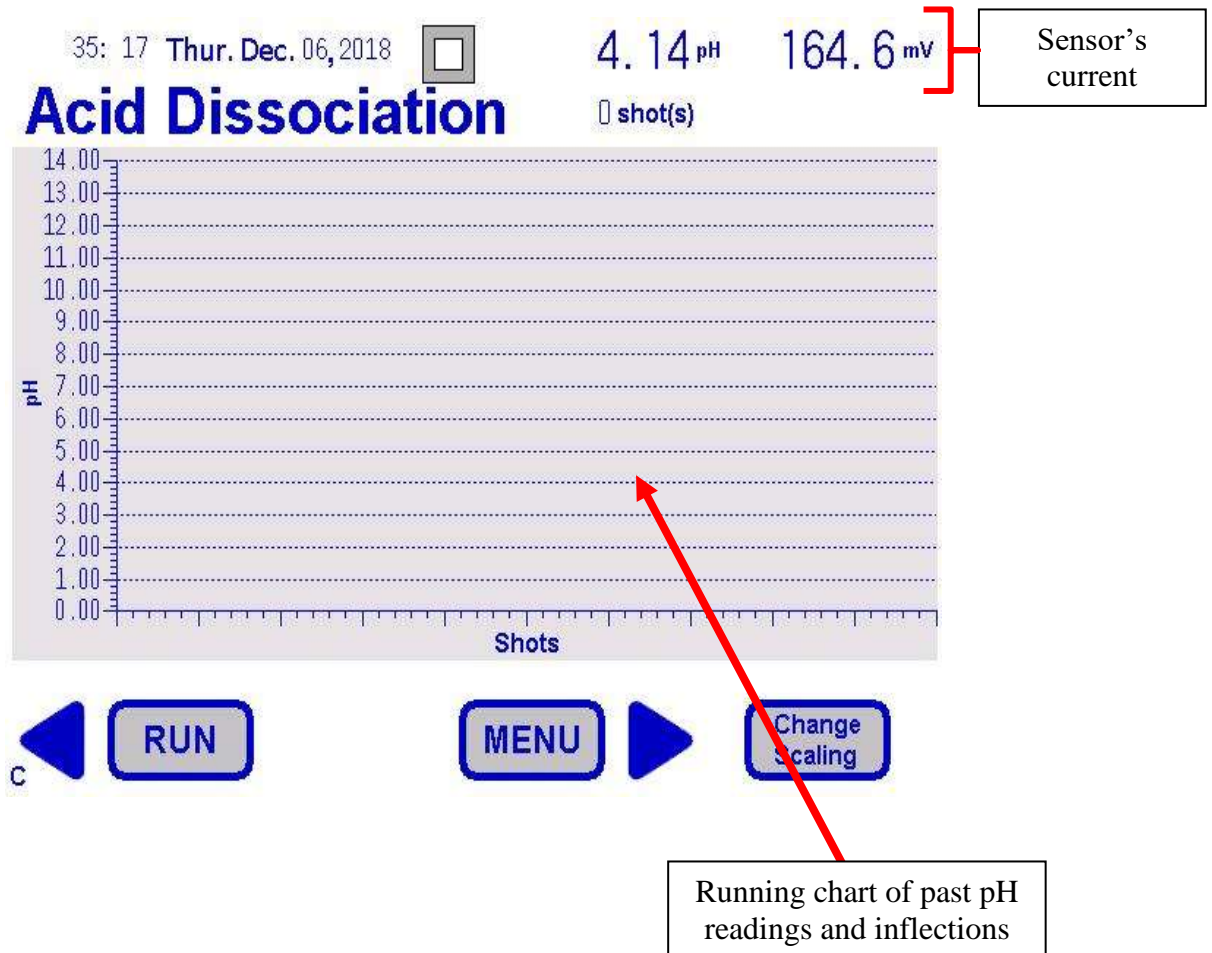 35: 17 Thur. Dec. 06, 2018
4. 14 pH 164. 6 mV
Sensor's
current
Acid Dissociation
0 shot(s)
14.00
13.00
12.00
11.00
10.00
9.00
8.00
7.00
6.00
5.00
4.00
3.00
2.00
1.00
0.00
pH
Shots
RUN
MENU
Change
Scaling
C
Running chart of past pH
readings and inflections